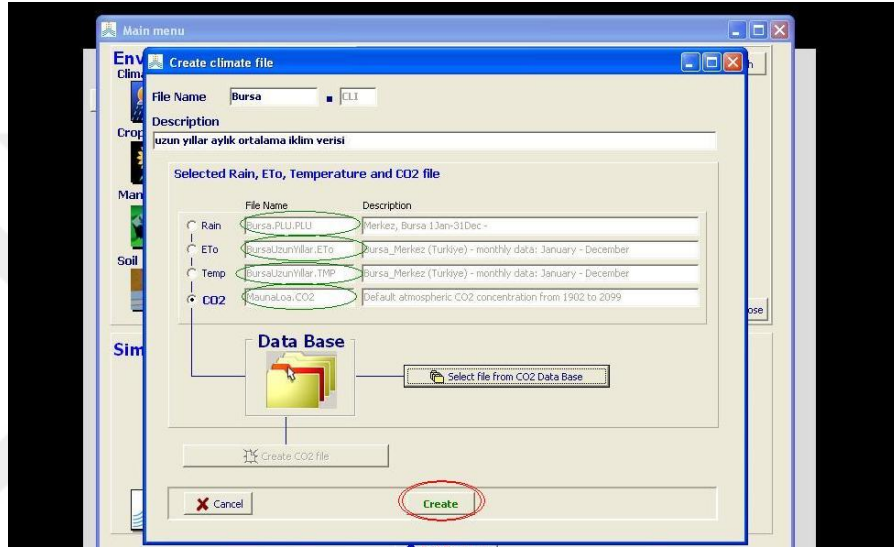 Main menu
Env
Create climate file
h
Clim
File Name Bursa . CLI
Crop
Description
uzun yıllar aylık ortalama iklim verisi
Selected Rain, ETo, Temperature and CO2 file
Man
File Name Description
Rain Bursa.PLU.PLU Merkez, Bursa 1Jan-31Dec -
ETo BursaUzunYıllar.ETo Bursa_Merkez (Turkiye) - monthly data: January - December
Soil
Temp BursaUzunYıllar.TMP Bursa_Merkez (Turkiye) - monthly data: January - December
CO2 MaunaLoa.CO2 Default atmospheric CO2 concentration from 1902 to 2099
ose
Sim
Data Base
Select file from CO2 Data Base
Create CO2 file
Cancel Create